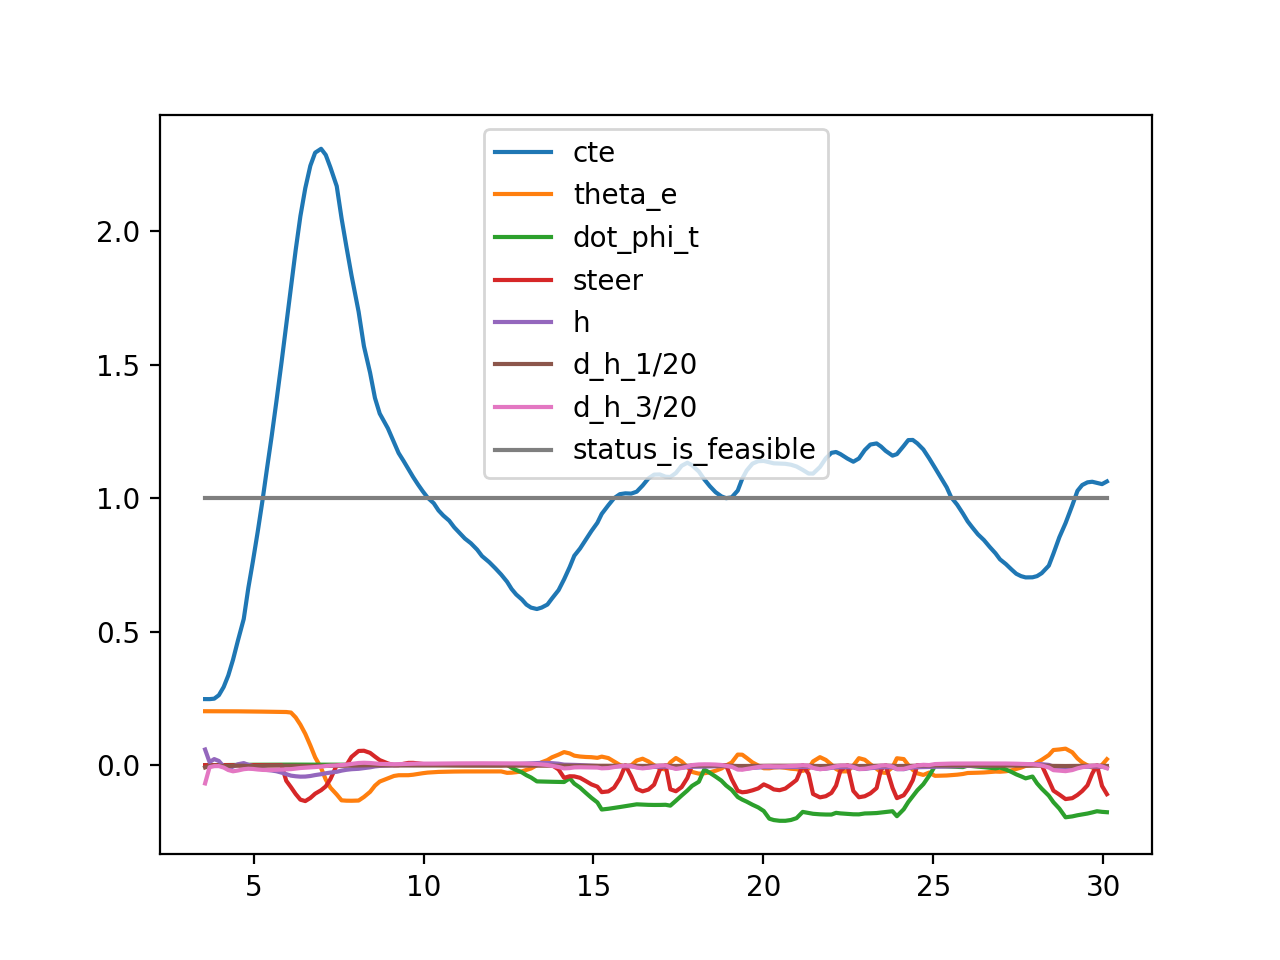 cte
theta_e
dot_phi_t
steer
h
d_h_1/20
d_h_3/20
status_is_feasible
2.0
1.5
1.0
0.5
0.0
5 10 15 20 25 30